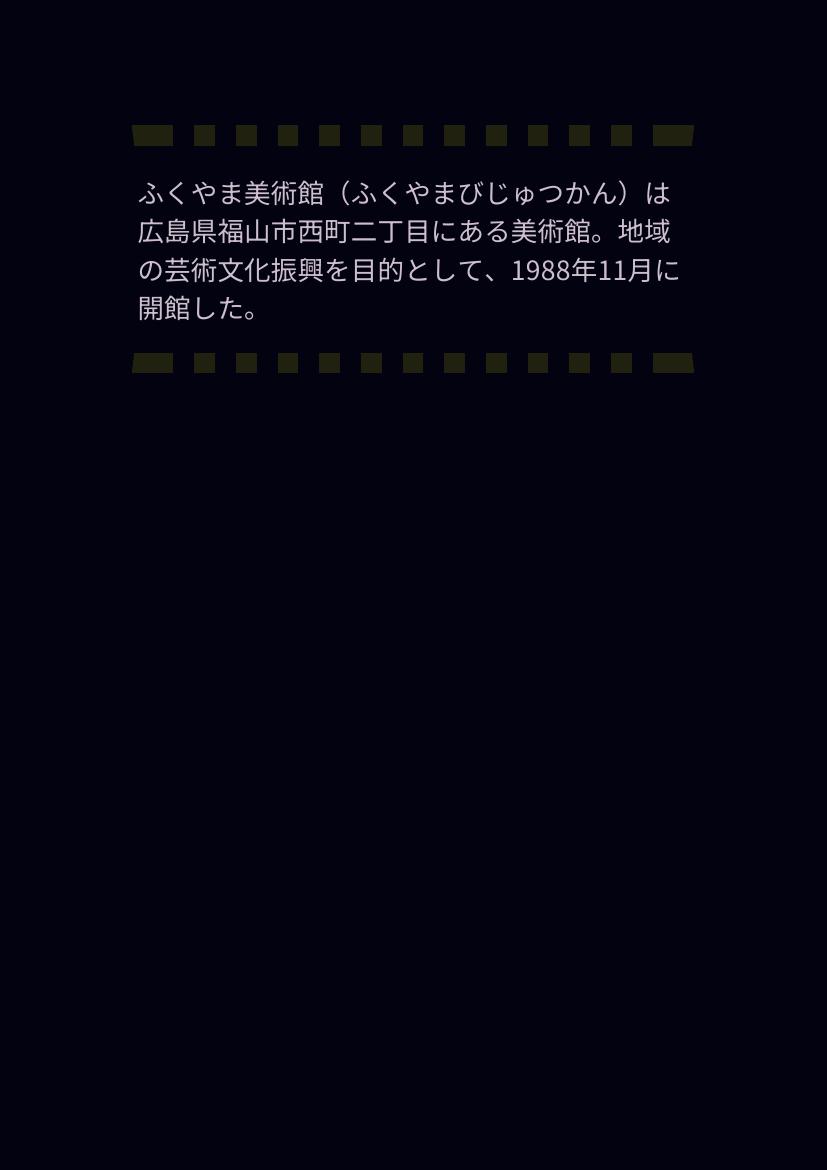 ふくやま美術館（ふくやまびじゅつかん）は
広島県福山市西町二丁目にある美術館。地域
の芸術文化振興を目的として、1988年11月に
開館した。